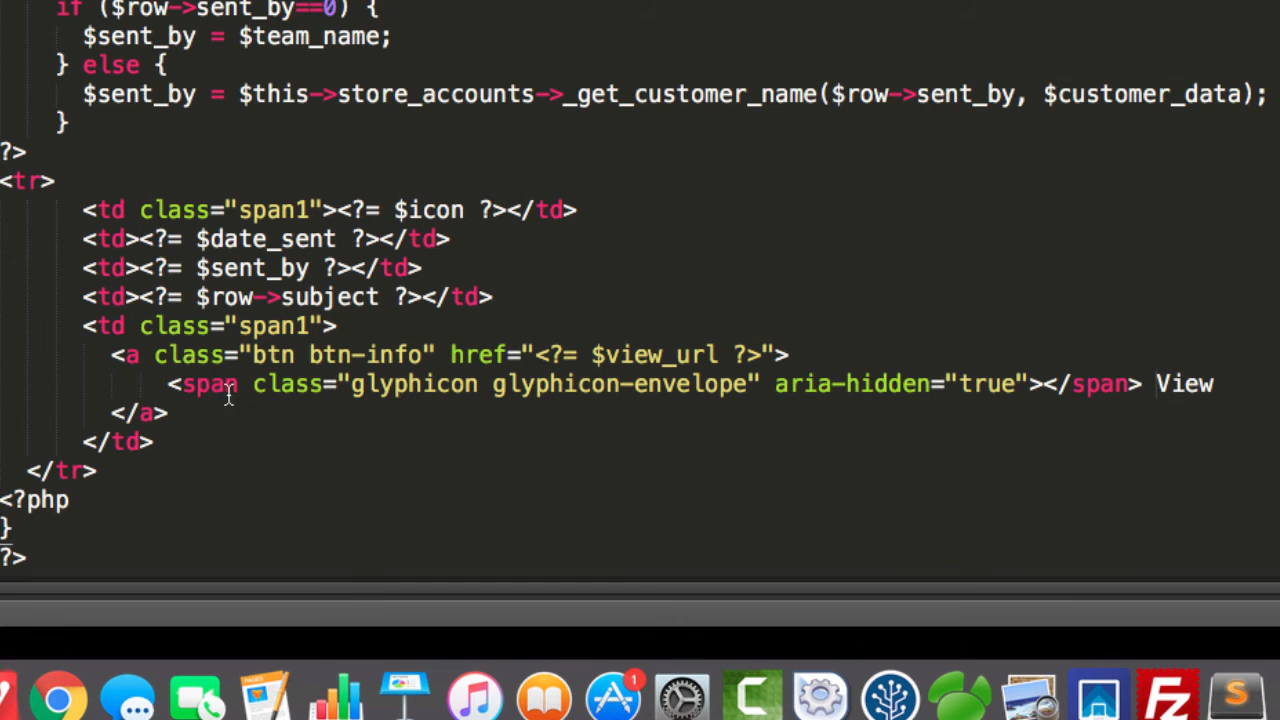 if ($row->sent_by==0) {
$sent_by = $team_name;
} else {
$sent_by = $this->store_accounts->_get_customer_name($row->sent_by, $customer_data);
}
?>
<tr>
<td class="span1"><?= $icon ?></td>
<td><?= $date_sent ?></td>
<td><?= $sent_by ?></td>
<td><?= $row->subject ?></td>
<td class="span1">
<a class="btn btn-info" href="<?= $view_url ?>">
<span class="glyphicon glyphicon-envelope" aria-hidden="true"></span> View
</a>
</td>
</tr>
<?php
}
?>
1